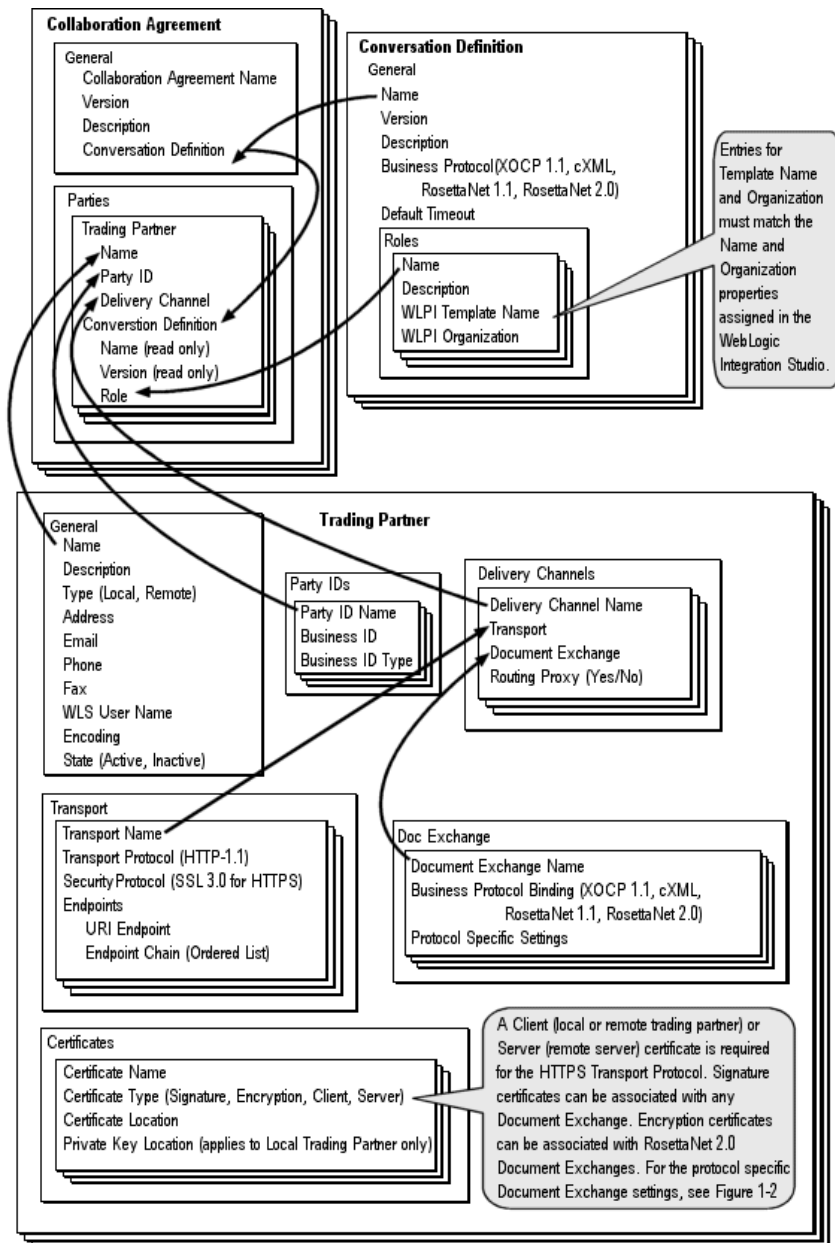 Collaboration Agreement
General
Collaboration Agreement Name
Version
Description
Conversation Definition
Parties
Trading Partner
Name
Party ID
Delivery Channel
Converstion Definition
Name (read only)
Version (read only)
Role
Conversation Definition
General
Name
Version
Description
Business Protocol(XOCP 1.1, cXML,
RosettaNet 1.1, RosettaNet 2.0)
Default Timeout
Roles
Name
Description
WLPI Template Name
WLPI Organization
Entries for
Template Name
and Organization
must match the
Name and
Organization
properties
assigned in the
WebLogic
Integration Studio.
Trading Partner
General
Name
Description
Type (Local, Remote)
Address
Email
Phone
Fax
WLS User Name
Encoding
State (Active, Inactive)
Party IDs
Party ID Name
Business ID
Business ID Type
Delivery Channels
Delivery Channel Name
Transport
Document Exchange
Routing Proxy (Yes/No)
Transport
Transport Name
Transport Protocol (HTTP-1.1)
Security Protocol (SSL 3.0 for HTTPS)
Endpoints
URI Endpoint
Endpoint Chain (Ordered List)
Doc Exchange
Document Exchange Name
Business Protocol Binding (XOCP 1.1, cXML,
RosettaNet 1.1, RosettaNet 2.0)
Protocol Specific Settings
Certificates
Certificate Name
Certificate Type (Signature, Encryption, Client, Server)
Certificate Location
Private Key Location (applies to Local Trading Partner only)
A Client (local or remote trading partner) or
Server (remote server) certificate is required
for the HTTPS Transport Protocol. Signature
certificates can be associated with any
Document Exchange. Encryption certificates
can be associated with RosettaNet 2.0
Document Exchanges. For the protocol specific
Document Exchange settings, see Figure 1-2